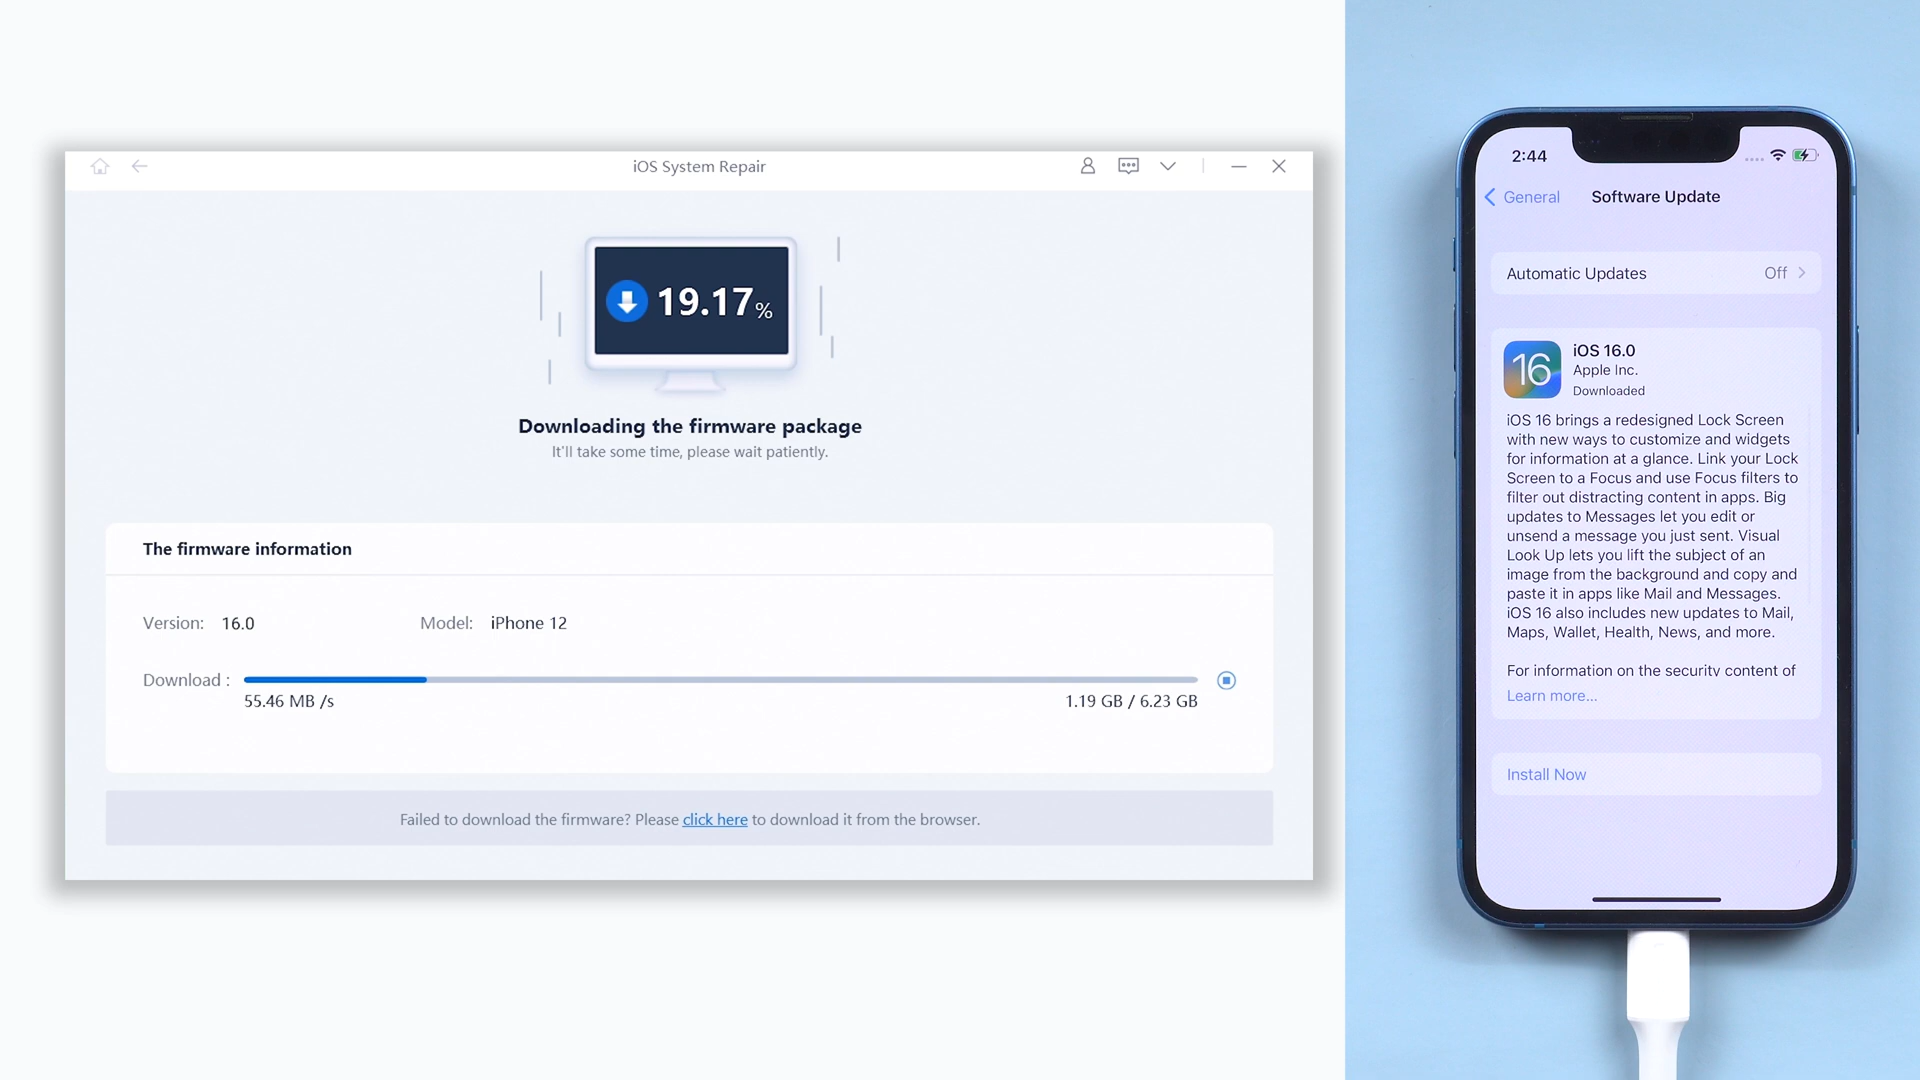 iOS System Repair
19.17%
Downloading the firmware package
It'll take some time, please wait patiently.
The firmware information
Version: 16.0 Model: iPhone 12
Download :
55.46 MB /s 1.19 GB / 6.23 GB
Failed to download the firmware? Please click here to download it from the browser.
2:44
General Software Update
Automatic Updates Off
16
iOS 16.0
Apple Inc.
Downloaded
iOS 16 brings a redesigned Lock Screen
with new ways to customize and widgets
for information at a glance. Link your Lock
Screen to a Focus and use Focus filters to
filter out distracting content in apps. Big
updates to Messages let you edit or
unsend a message you just sent. Visual
Look Up lets you lift the subject of an
image from the background and copy and
paste it in apps like Mail and Messages.
iOS 16 also includes new updates to Mail,
Maps, Wallet, Health, News, and more.
For information on the security content of
Learn more...
Install Now